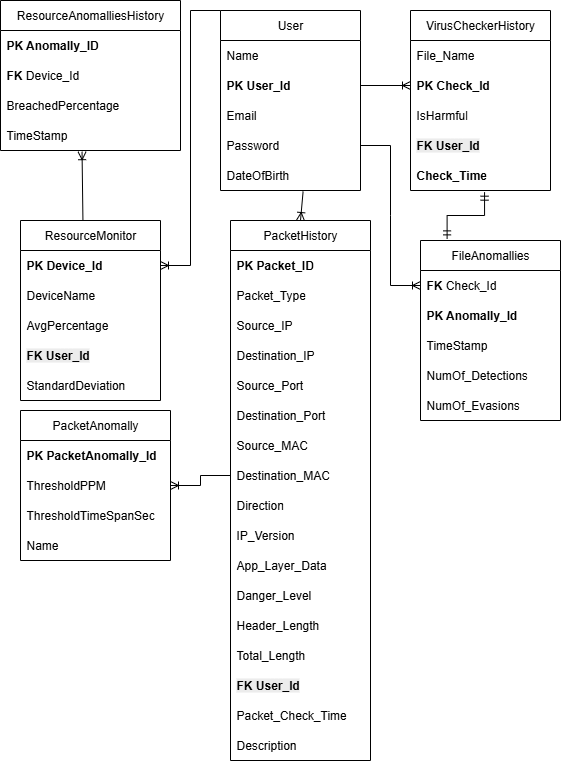 ResourceAnomalliesHistory
PK Anomally_ID
FK Device_Id
BreachedPercentage
TimeStamp
User
Name
PK User_Id
Email
Password
DateOfBirth
VirusCheckerHistory
File_Name
PK Check_Id
IsHarmful
FK User_Id
Check_Time
ResourceMonitor
PK Device_Id
DeviceName
AvgPercentage
FK User_Id
StandardDeviation
PacketHistory
PK Packet_ID
Packet_Type
Source_IP
Destination_IP
Source_Port
Destination_Port
Source_MAC
Destination_MAC
Direction
IP_Version
App_Layer_Data
Danger_Level
Header_Length
Total_Length
FK User_Id
Packet_Check_Time
Description
FileAnomallies
FK Check_Id
PK Anomally_Id
TimeStamp
NumOf_Detections
NumOf_Evasions
PacketAnomally
PK PacketAnomally_Id
ThresholdPPM
ThresholdTimeSpanSec
Name